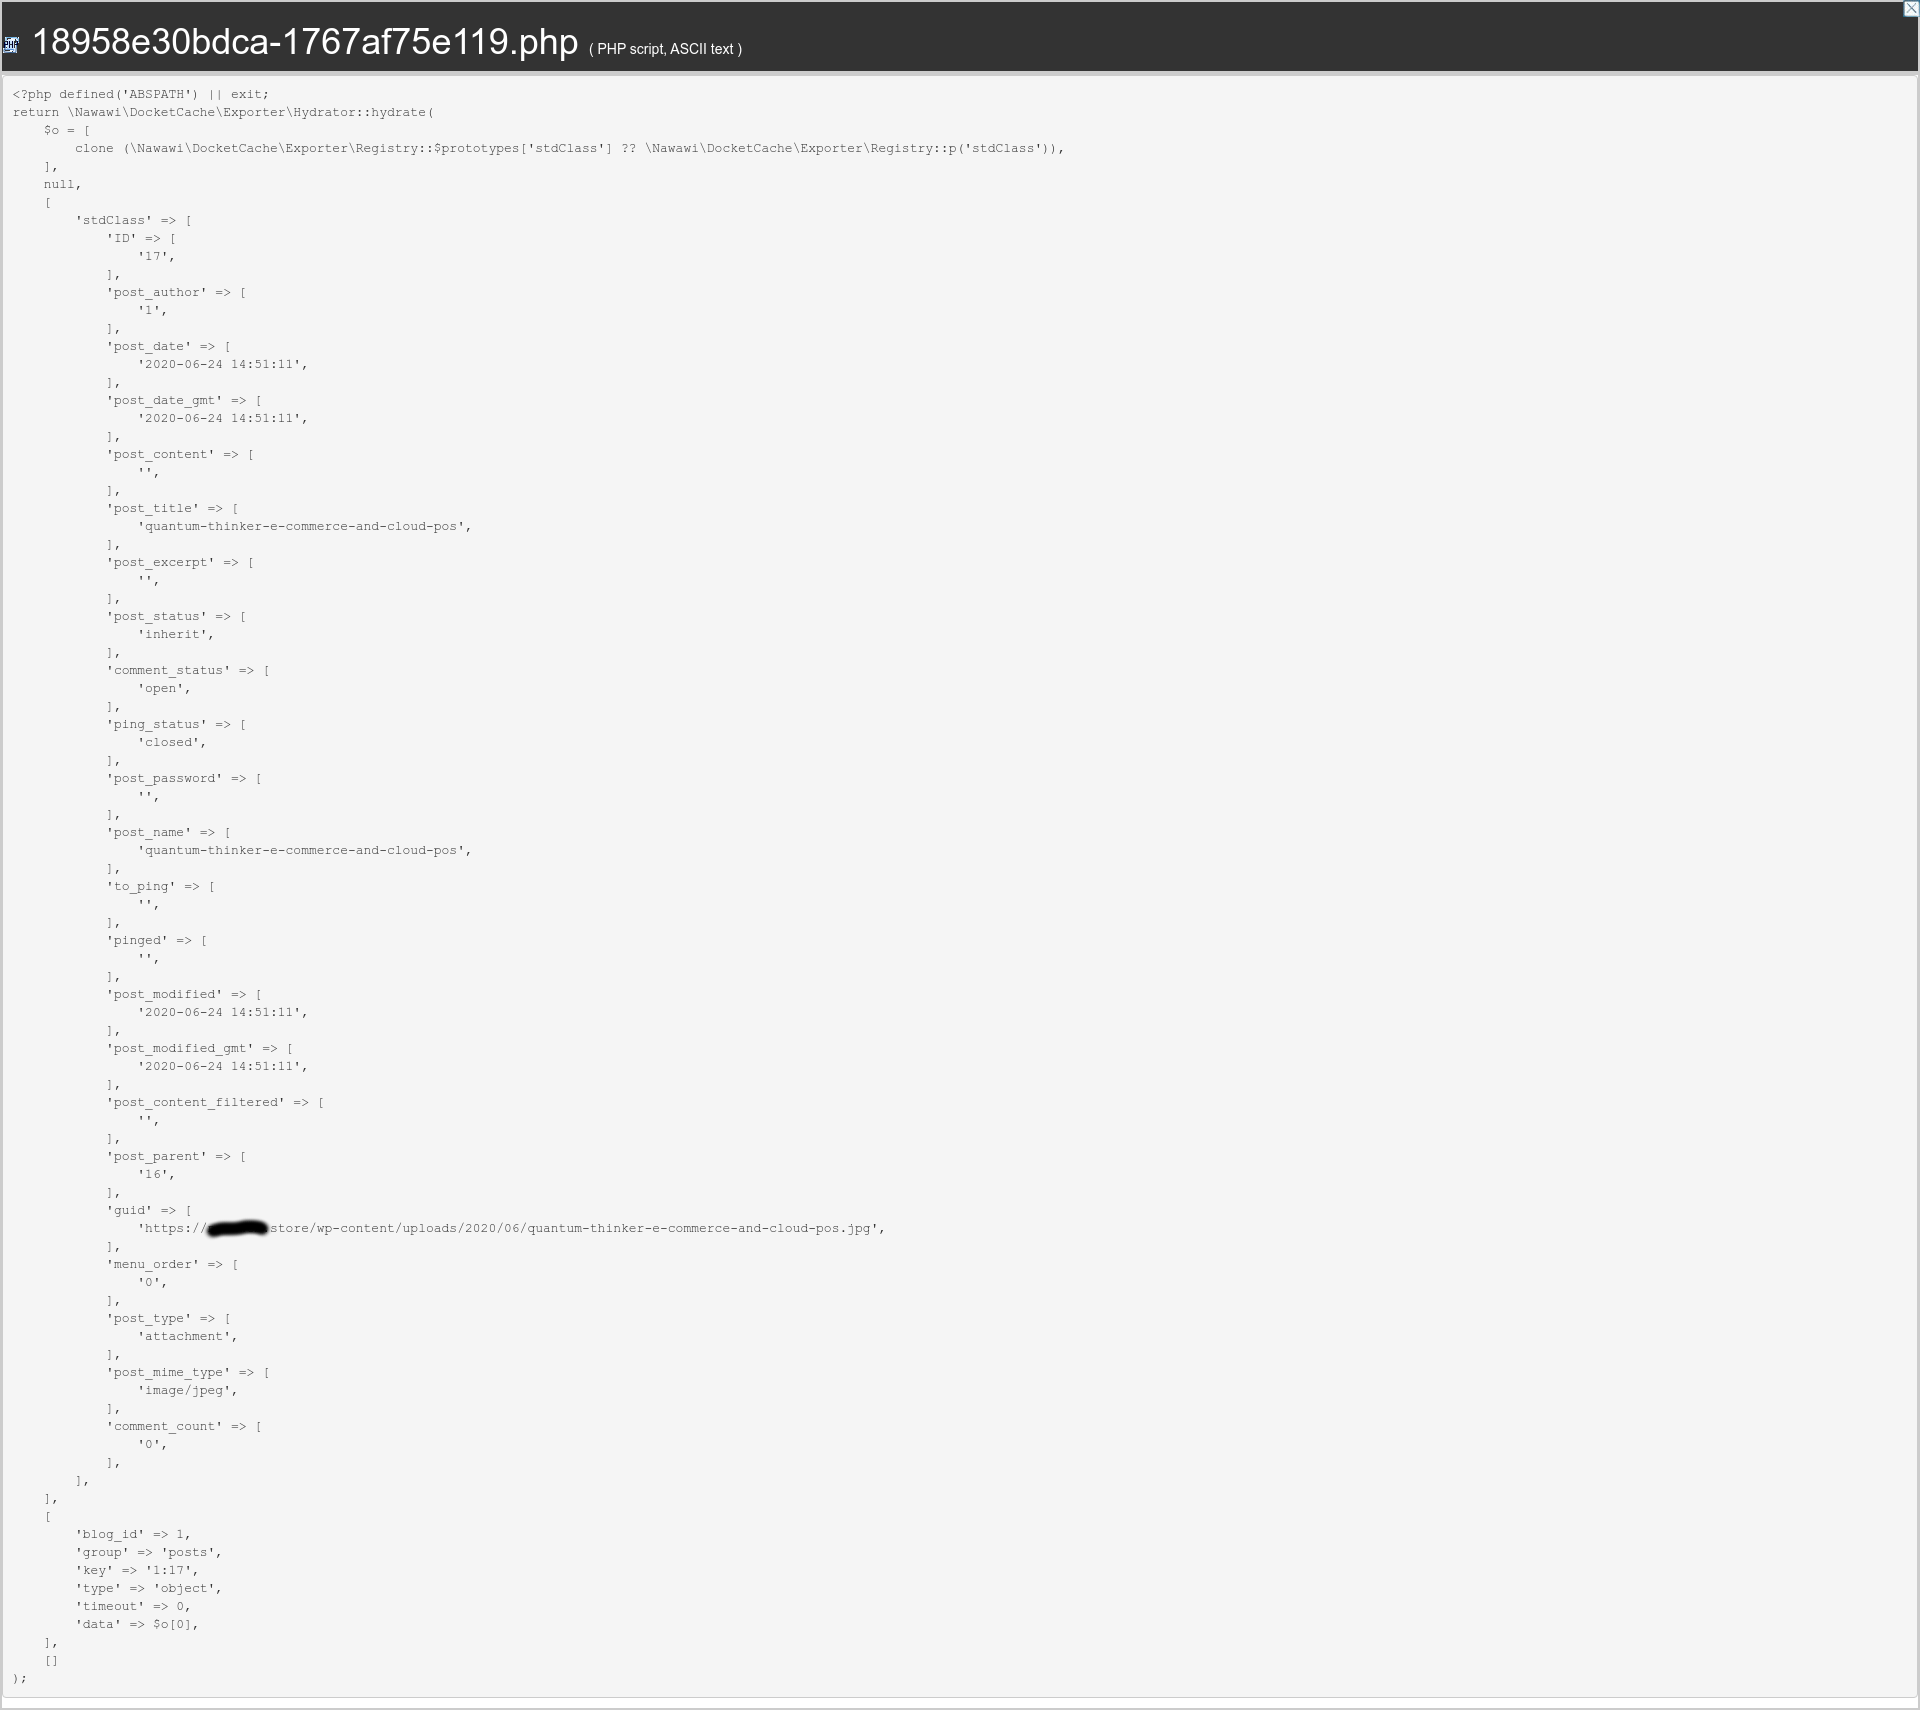 18958e30bdca-1767af75e119.php ( PHP script, ASCII text )
<?php defined('ABSPATH') || exit;
return \Nawawi\DocketCache\Exporter\Hydrator::hydrate(
    $o = [
        clone (\Nawawi\DocketCache\Exporter\Registry::$prototypes['stdClass'] ?? \Nawawi\DocketCache\Exporter\Registry::p('stdClass')),
    ],
    null,
    [
        'stdClass' => [
            'ID' => [
                '17',
            ],
            'post_author' => [
                '1',
            ],
            'post_date' => [
                '2020-06-24 14:51:11',
            ],
            'post_date_gmt' => [
                '2020-06-24 14:51:11',
            ],
            'post_content' => [
                '',
            ],
            'post_title' => [
                'quantum-thinker-e-commerce-and-cloud-pos',
            ],
            'post_excerpt' => [
                '',
            ],
            'post_status' => [
                'inherit',
            ],
            'comment_status' => [
                'open',
            ],
            'ping_status' => [
                'closed',
            ],
            'post_password' => [
                '',
            ],
            'post_name' => [
                'quantum-thinker-e-commerce-and-cloud-pos',
            ],
            'to_ping' => [
                '',
            ],
            'pinged' => [
                '',
            ],
            'post_modified' => [
                '2020-06-24 14:51:11',
            ],
            'post_modified_gmt' => [
                '2020-06-24 14:51:11',
            ],
            'post_content_filtered' => [
                '',
            ],
            'post_parent' => [
                '16',
            ],
            'guid' => [
                'https://store/wp-content/uploads/2020/06/quantum-thinker-e-commerce-and-cloud-pos.jpg',
            ],
            'menu_order' => [
                '0',
            ],
            'post_type' => [
                'attachment',
            ],
            'post_mime_type' => [
                'image/jpeg',
            ],
            'comment_count' => [
                '0',
            ],
        ],
    ],
    [
        'blog_id' => 1,
        'group' => 'posts',
        'key' => '1:17',
        'type' => 'object',
        'timeout' => 0,
        'data' => $o[0],
    ],
    []
);